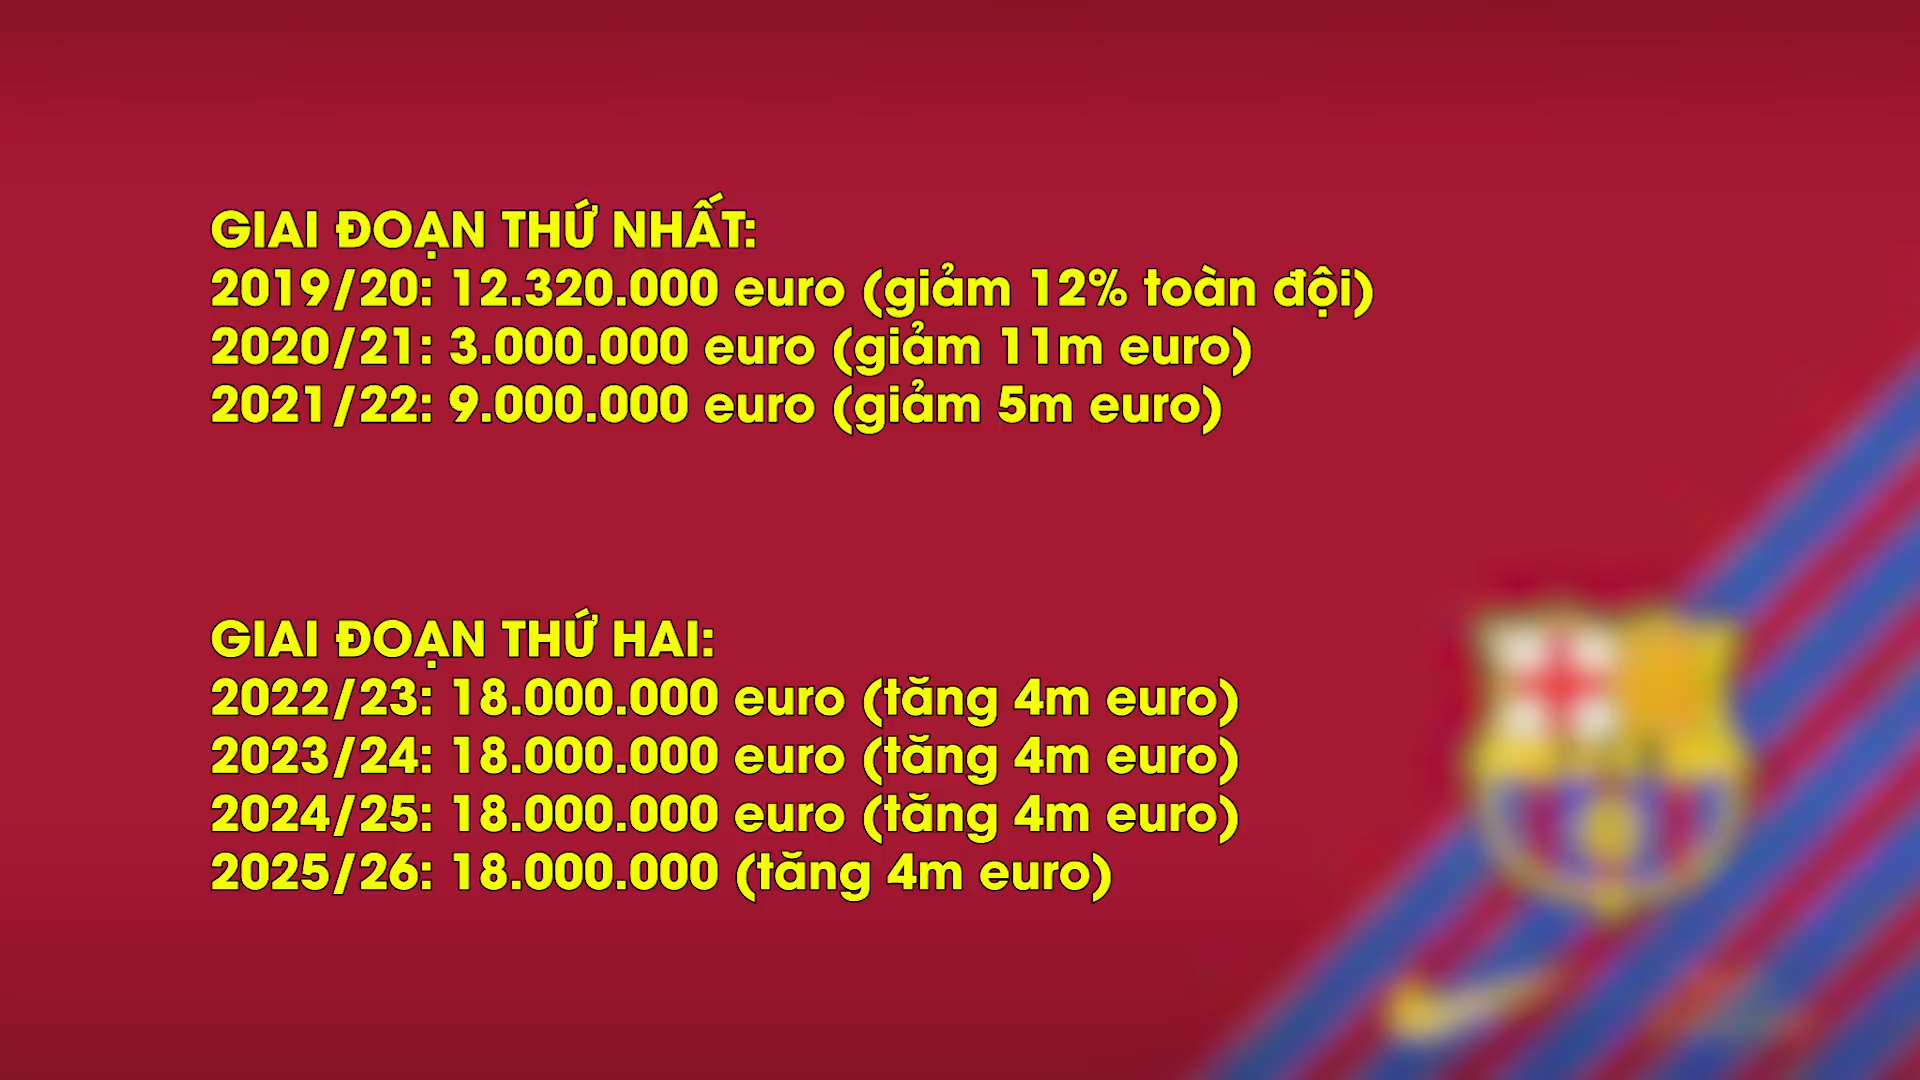 GIAI ĐOẠN THỨ NHẤT:
2019/20: 12.320.000 euro (giảm 12% toàn đội)
2020/21: 3.000.000 euro (giảm 11m euro)
2021/22: 9.000.000 euro (giảm 5m euro)
GIAI ĐOẠN THỨ HAI:
2022/23: 18.000.000 euro (tăng 4m euro)
2023/24: 18.000.000 euro (tăng 4m euro)
2024/25: 18.000.000 euro (tăng 4m euro)
2025/26: 18.000.000 (tăng 4m euro)